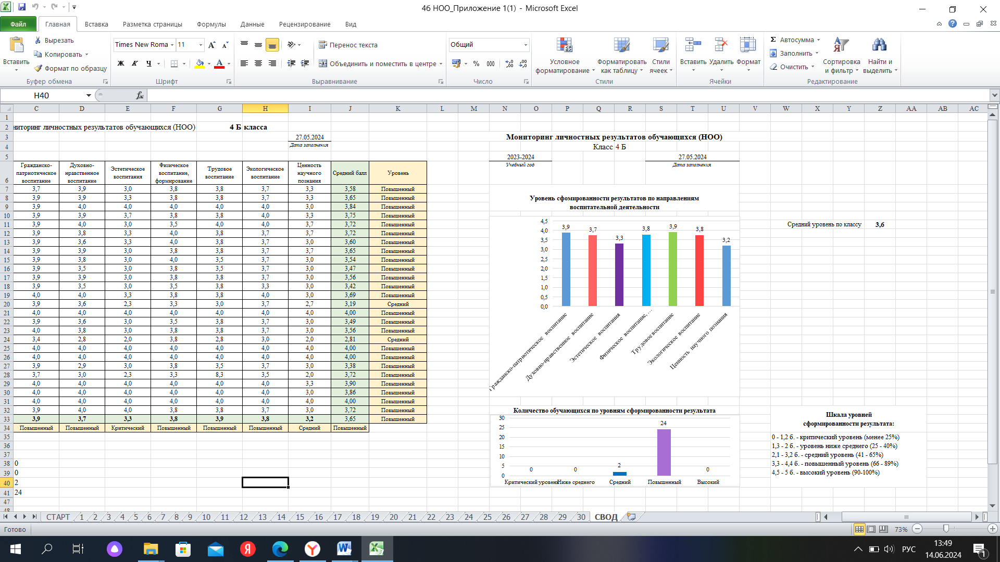 46 НОО_Приложение 1(1) - Microsoft Excel
Файл Главная Вставка Разметка страницы Формулы Данные Рецензирование Вид
Вставить
Вырезать
Копировать
Формат по образцу
Буфер обмена
Times New Roma 11
Ж К Ч
Шрифт
Перенос текста
Объединить и поместить в центре
Выравнивание
Общий
% 000
Число
Условное форматирование
Форматировать как таблицу
Стили ячеек
Стили
Вставить Удалить Формат
Ячейки
Σ Автосумма
Заполнить
Очистить
Сортировка и фильтр
Найти и выделить
Редактирование
H40
fx
C D E F G H I J K L M N O P Q R S T U V W X Y Z AA AB AC
1
2 ниторинг личностных результатов обучающихся (НОО) 4 Б класса
3 27.05.2024
4 Дата заполнения
5
6 Гражданско-патриотическое воспитание Духовно-нравственное воспитание Эстетическое воспитания Физическое воспитание, формирование Трудовое воспитание Экологическое воспитание Ценность научного познания Средний балл Уровень
7 3,7 3,9 3,0 3,8 3,8 3,7 3,3 3,58 Повышенный
8 3,9 3,9 3,3 3,8 3,8 3,7 3,3 3,65 Повышенный
9 3,9 4,0 4,0 4,0 4,0 4,0 3,0 3,84 Повышенный
10 3,9 3,9 3,7 3,8 3,8 4,0 3,3 3,75 Повышенный
11 3,9 4,0 3,0 3,5 4,0 4,0 3,7 3,72 Повышенный
12 3,9 3,8 3,3 4,0 3,8 3,7 3,7 3,72 Повышенный
13 3,9 3,6 3,3 4,0 3,8 3,7 3,0 3,60 Повышенный
14 3,9 3,9 3,0 3,8 3,8 3,7 3,7 3,65 Повышенный
15 3,9 3,8 3,0 4,0 3,5 3,7 3,0 3,54 Повышенный
16 3,9 3,5 3,0 3,8 3,5 3,7 3,0 3,47 Повышенный
17 3,9 3,9 3,0 3,8 3,8 3,7 3,0 3,56 Повышенный
18 3,9 3,5 3,0 3,5 3,8 3,3 3,0 3,42 Повышенный
19 4,0 4,0 3,3 3,8 3,8 4,0 3,0 3,69 Повышенный
20 3,9 3,6 2,3 3,3 3,0 3,7 2,7 3,19 Средний
21 4,0 4,0 4,0 4,0 4,0 4,0 4,0 4,00 Повышенный
22 3,9 3,6 3,0 3,5 3,8 3,7 3,0 3,49 Повышенный
23 4,0 3,8 3,0 3,8 3,8 3,7 3,0 3,56 Повышенный
24 3,4 2,8 2,0 3,8 2,8 3,0 2,0 2,81 Средний
25 4,0 4,0 4,0 4,0 4,0 4,0 4,0 4,00 Повышенный
26 4,0 4,0 4,0 4,0 4,0 4,0 4,0 4,00 Повышенный
27 3,9 2,9 3,0 3,8 3,5 3,7 3,0 3,38 Повышенный
28 3,7 3,0 2,3 3,3 8,3 3,5 2,0 3,72 Повышенный
29 4,0 4,0 4,0 4,0 4,0 4,0 3,3 3,90 Повышенный
30 4,0 4,0 4,0 4,0 4,0 4,0 3,0 3,86 Повышенный
31 4,0 4,0 4,0 4,0 4,0 4,0 4,0 4,00 Повышенный
32 3,9 4,0 4,0 3,8 3,8 3,7 3,0 3,72 Повышенный
33 3,9 3,7 3,3 3,8 3,9 3,8 3,2 3,65 Повышенный
34 Повышенный Повышенный Критический Повышенный Повышенный Повышенный Средний Повышенный
35
36
37
38 0
39 0
40 2
41 24
47
48
Мониторинг личностных результатов обучающихся (НОО)
Класс 4 Б
2023-2024 27.05.2024
Учебный год Дата заполнения
Уровень сфомированности результатов по направлениям
воспитательной деятельности
4,5
4,0
3,5
3,0
2,5
2,0
1,5
1,0
0,5
0,0
3,9 3,7 3,3 3,8 3,9 3,8 3,2
Гражданско-патриотическое воспитание
Духовно-нравственное воспитание
Эстетическое воспитания
Физическое воспитание, …
Трудовое воспитание
Экологическое воспитание
Ценность научного познания
Средний уровень по классу 3,6
Количество обучающихся по уровням сформированности результата
30
25
20
15
10
5
0
0 0 2 24 0
Критический уровень Ниже среднего Средний Повышенный Высокий
Шкала уровней
сформированности результата:
0 - 1,2 б. - критический уровень (менее 25%)
1,3 - 2 б. - уровень ниже среднего (25 - 40%)
2,1 - 3,2 б. - средний уровень (41 - 65%)
3,3 - 4,4 б. - повышенный уровень (66 - 89%)
4,5 - 5 б. - высокий уровень (90-100%)
СТАРТ 1 2 3 4 5 6 7 8 9 10 11 12 13 14 15 16 17 18 19 20 21 22 23 24 25 26 27 28 29 30 СВОД
Готово 73%
РУС
13:49
14.06.2024
1